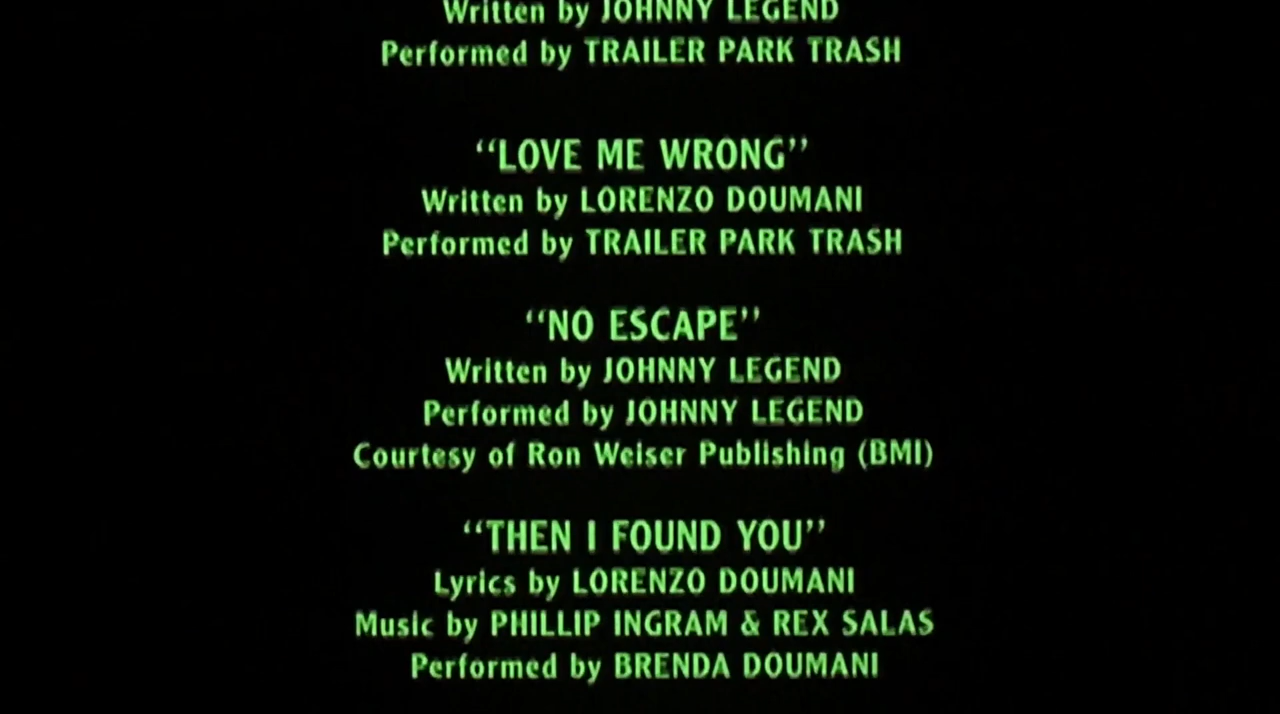 Written by JOHNNY LEGEND
Performed by TRAILER PARK TRASH
"LOVE ME WRONG"
Written by LORENZO DOUMANI
Performed by TRAILER PARK TRASH
"NO ESCAPE"
Written by JOHNNY LEGEND
Performed by JOHNNY LEGEND
Courtesy of Ron Weiser Publishing (BMI)
"THEN I FOUND YOU"
Lyrics by LORENZO DOUMANI
Music by PHILLIP INGRAM & REX SALAS
Performed by BRENDA DOUMANI